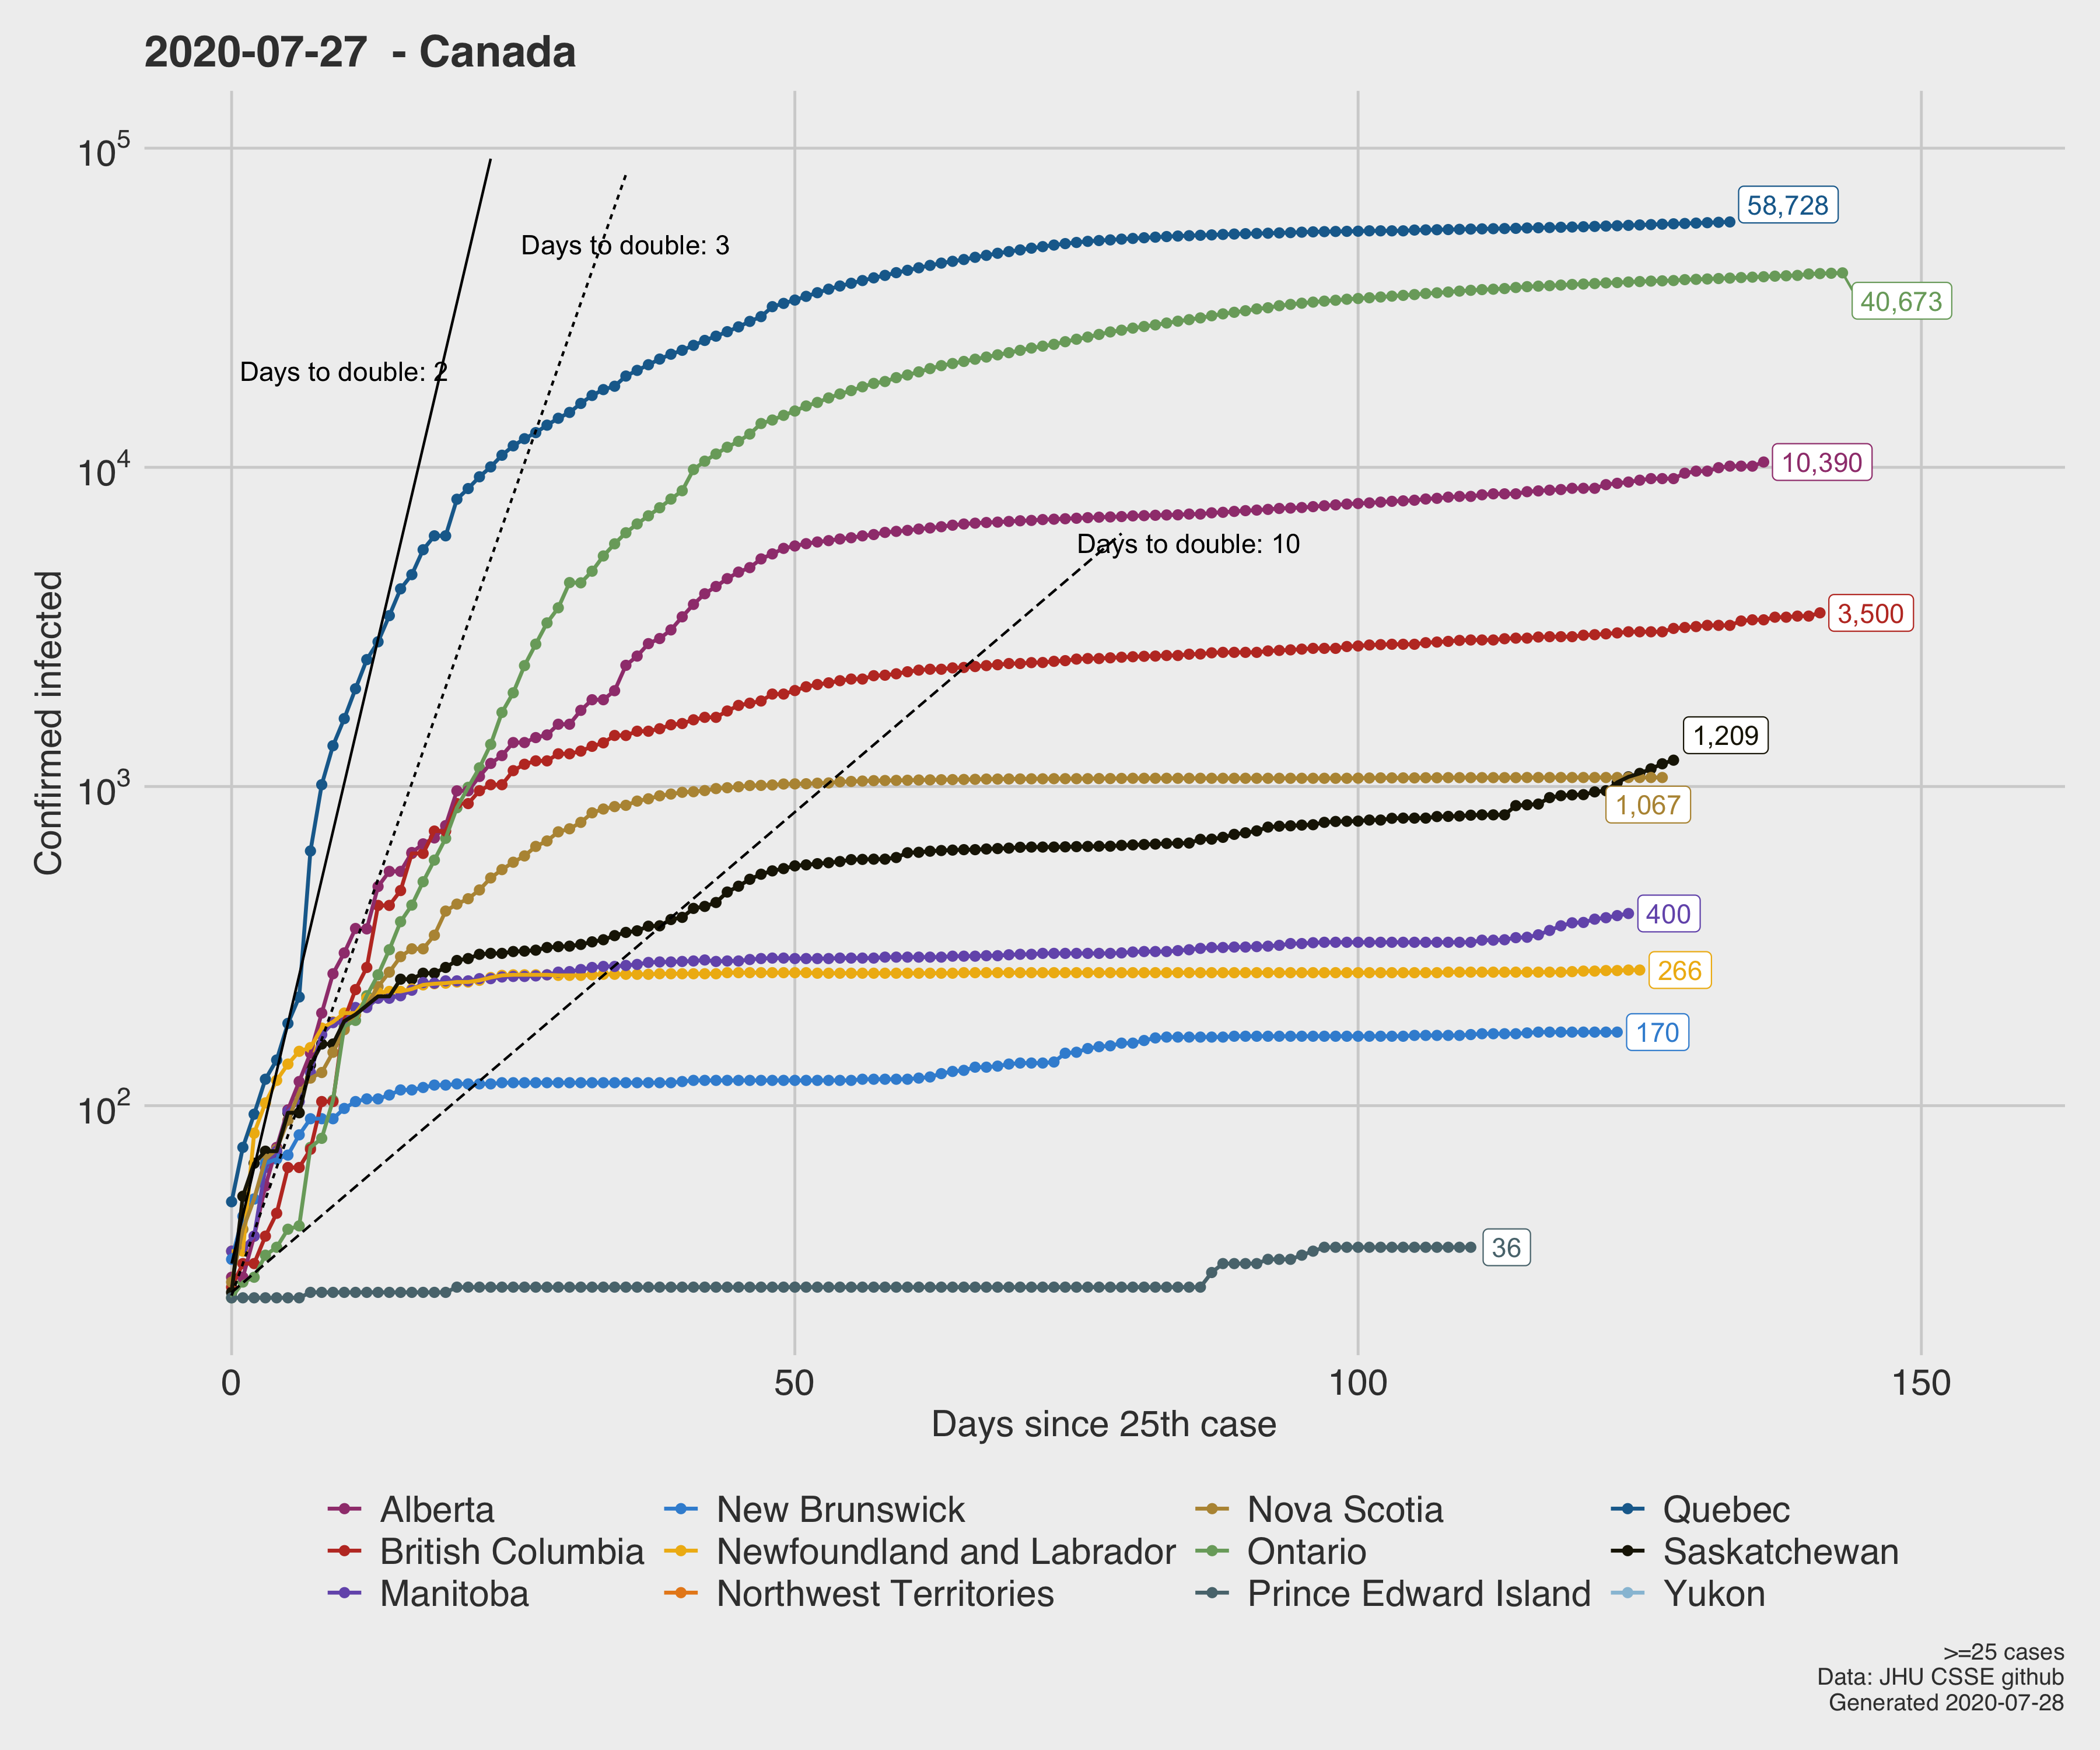 2020-07-27  - Canada
Confirmed infected
10^5
10^4
10^3
10^2
Days to double: 2
Days to double: 3
Days to double: 10
58,728
40,673
10,390
3,500
1,209
1,067
400
266
170
36
0 50 100 150
Days since 25th case
Alberta New Brunswick Nova Scotia Quebec
British Columbia Newfoundland and Labrador Ontario Saskatchewan
Manitoba Northwest Territories Prince Edward Island Yukon
>=25 cases
Data: JHU CSSE github
Generated 2020-07-28